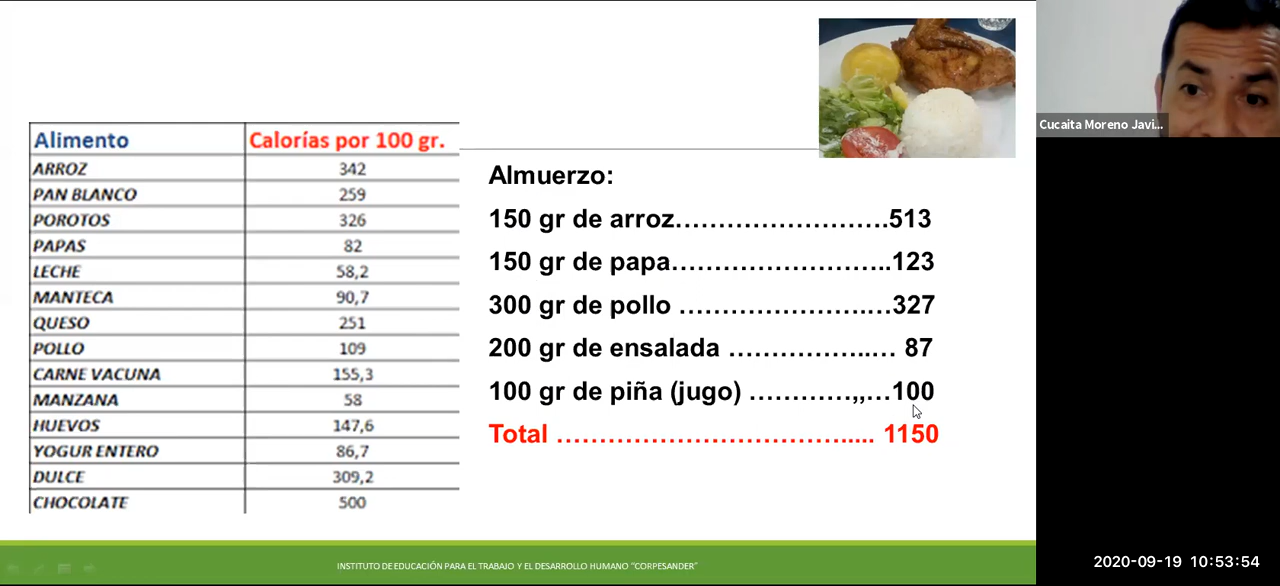 Alimento Calorías por 100 gr.
ARROZ 342
PAN BLANCO 259
POROTOS 326
PAPAS 82
LECHE 58,2
MANTECA 90,7
QUESO 251
POLLO 109
CARNE VACUNA 155,3
MANZANA 58
HUEVOS 147,6
YOGUR ENTERO 86,7
DULCE 309,2
CHOCOLATE 500
Almuerzo:
150 gr de arroz…………………….513
150 gr de papa……………………..123
300 gr de pollo ………………….…327
200 gr de ensalada ……………..… 87
100 gr de piña (jugo) …………,,…100
Total …………………………….... 1150
INSTITUTO DE EDUCACIÓN PARA EL TRABAJO Y EL DESARROLLO HUMANO “CORPESANDER”
Cucaita Moreno Javi...
2020-09-19 10:53:54